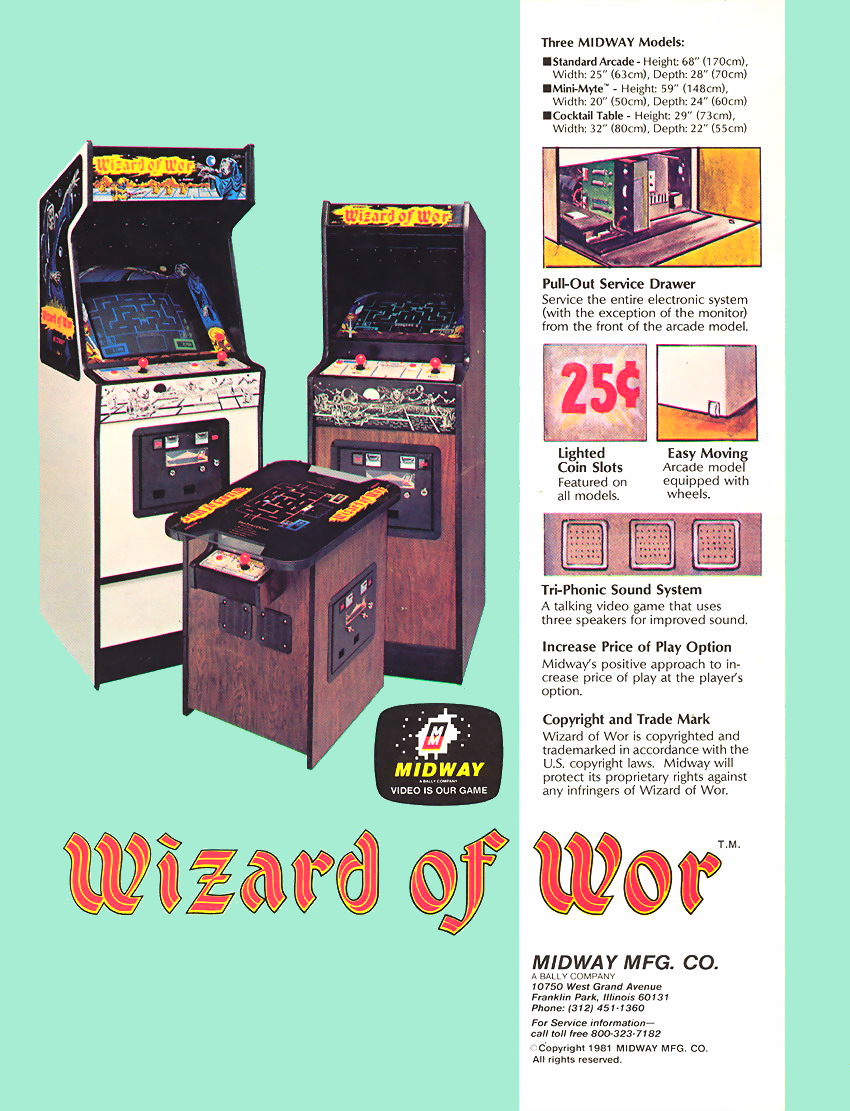 Three MIDWAY Models:
■Standard Arcade - Height: 68" (170cm),
Width: 25" (63cm), Depth: 28" (70cm)
■Mini-Myte™ - Height: 59" (148cm),
Width: 20" (50cm), Depth: 24" (60cm)
■Cocktail Table - Height: 29" (73cm),
Width: 32" (80cm), Depth: 22" (55cm)
Wizard of Wor
Wizard of Wor
Wizard of Wor
Wizard of Wor
Wizard of Wor
Pull-Out Service Drawer
Service the entire electronic system
(with the exception of the monitor)
from the front of the arcade model.
25¢
Lighted
Coin Slots
Featured on
all models.
Easy Moving
Arcade model
equipped with
wheels.
Tri-Phonic Sound System
A talking video game that uses
three speakers for improved sound.
Increase Price of Play Option
Midway's positive approach to in-
crease price of play at the player's
option.
Copyright and Trade Mark
Wizard of Wor is copyrighted and
trademarked in accordance with the
U.S. copyright laws. Midway will
protect its proprietary rights against
any infringers of Wizard of Wor.
MIDWAY
A BALLY COMPANY
VIDEO IS OUR GAME
Wizard of Wor T.M.
MIDWAY MFG. CO.
A BALLY COMPANY
10750 West Grand Avenue
Franklin Park, Illinois 60131
Phone: (312) 451-1360
For Service information—
call toll free 800-323-7182
©Copyright 1981 MIDWAY MFG. CO.
All rights reserved.